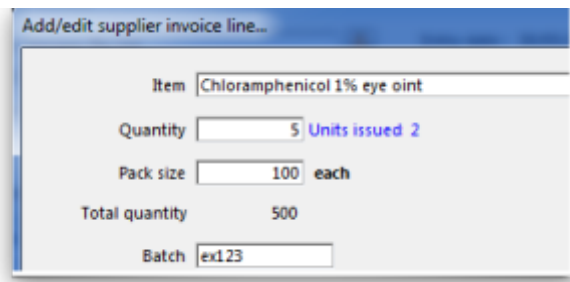 Add/edit supplier invoice line...
Item Chloramphenicol 1% eye oint
Quantity 5 Units issued 2
Pack size 100 each
Total quantity 500
Batch ex123